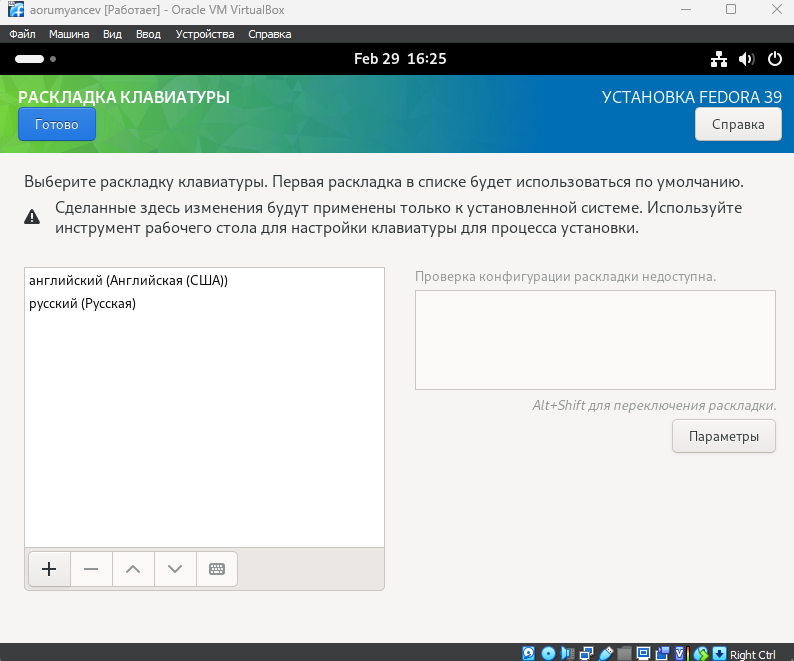 aorumyancev [Работает] - Oracle VM VirtualBox
Файл Машина Вид Ввод Устройства Справка
Feb 29 16:25
РАСКЛАДКА КЛАВИАТУРЫ
УСТАНОВКА FEDORA 39
Готово
Справка
Выберите раскладку клавиатуры. Первая раскладка в списке будет использоваться по умолчанию.
Сделанные здесь изменения будут применены только к установленной системе. Используйте
инструмент рабочего стола для настройки клавиатуры для процесса установки.
английский (Английская (США))
русский (Русская)
Проверка конфигурации раскладки недоступна.
Alt+Shift для переключения раскладки.
Параметры
Right Ctrl